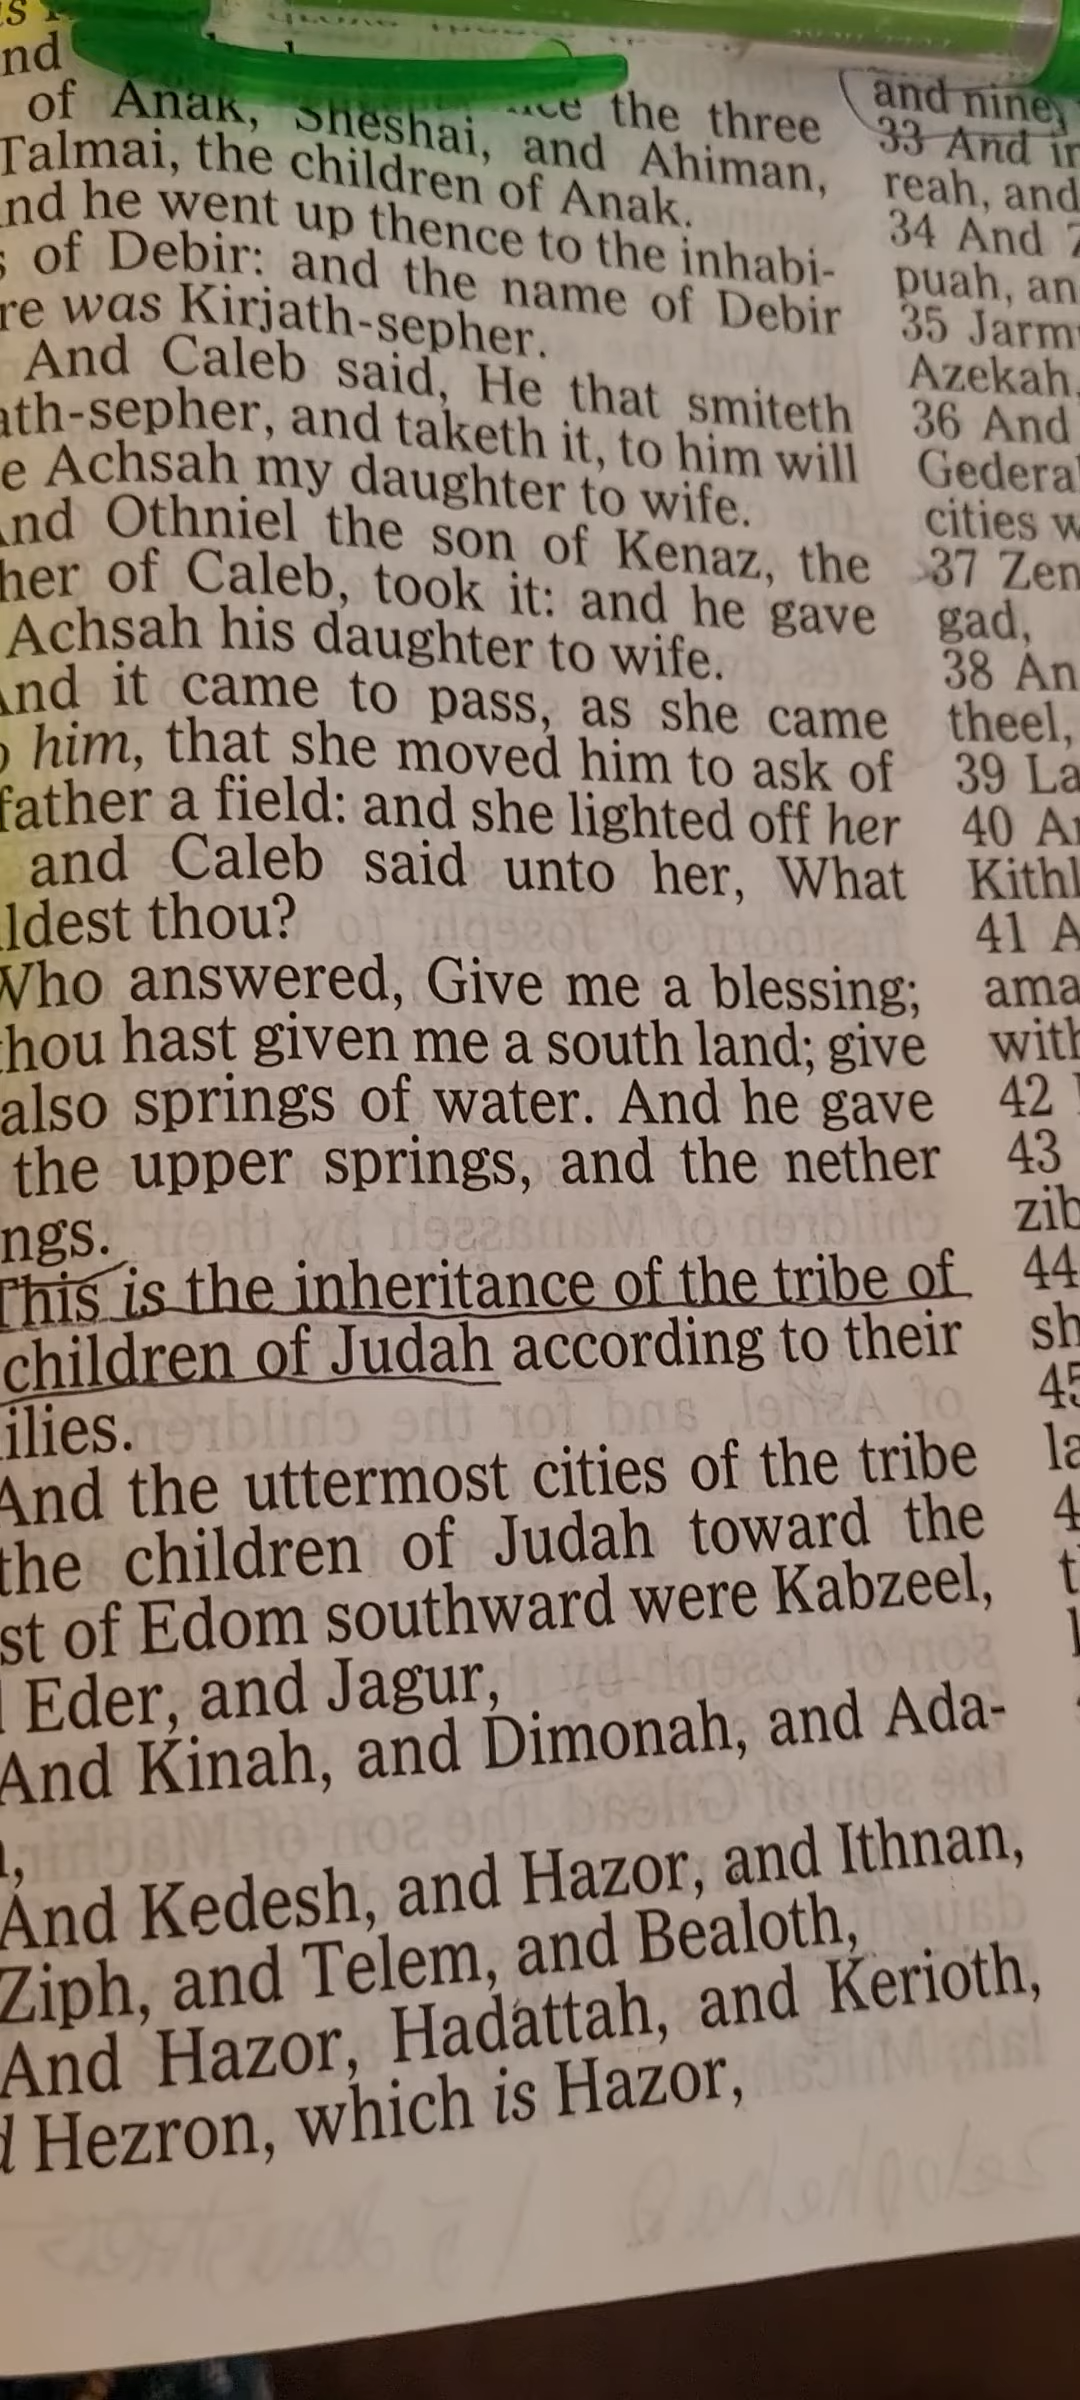 nd
of Anak, Sheshai, and Ahiman,
the three
Talmai, the children of Anak.
nd he went up thence to the inhabi-
s of Debir: and the name of Debir
re was Kirjath-sepher.
And Caleb said, He that smiteth
ath-sepher, and taketh it, to him will
e Achsah my daughter to wife.
And Othniel the son of Kenaz, the
her of Caleb, took it: and he gave
Achsah his daughter to wife.
And it came to pass, as she came
o him, that she moved him to ask of
father a field: and she lighted off her
and Caleb said unto her, What
ldest thou?
Who answered, Give me a blessing;
thou hast given me a south land; give
also springs of water. And he gave
the upper springs, and the nether
ngs.
This is the inheritance of the tribe of
children of Judah according to their
ilies.
And the uttermost cities of the tribe
the children of Judah toward the
st of Edom southward were Kabzeel,
Eder, and Jagur,
And Kinah, and Dimonah, and Ada-
And Kedesh, and Hazor, and Ithnan,
Ziph, and Telem, and Bealoth,
And Hazor, Hadattah, and Kerioth,
d Hezron, which is Hazor,
and nine,
33 And in
reah, and
34 And
puah, an
35 Jarm
Azekah,
36 And
Gedera
cities w
37 Zen
gad,
38 An
theel,
39 La
40 A
Kithl
41 A
ama
with
42
43
zib
44
sh
45
la
4
t